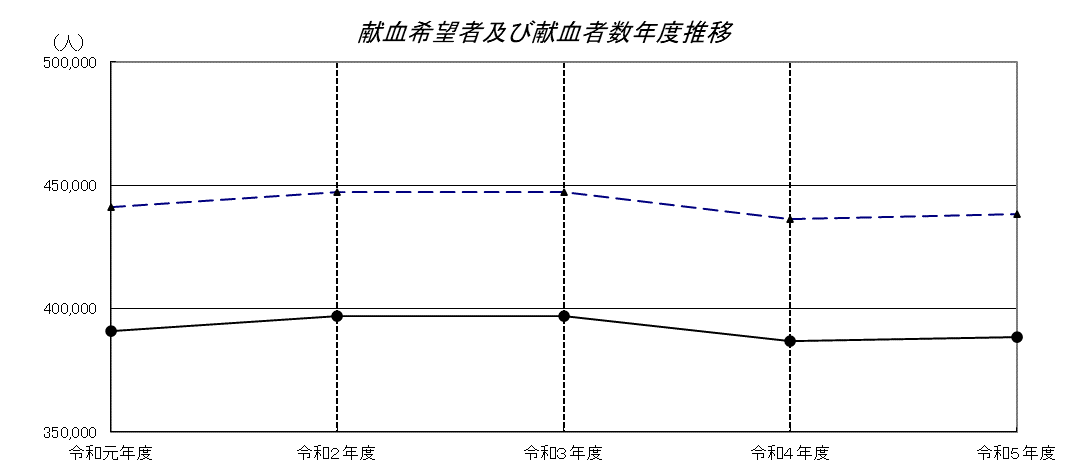 献血希望者及び献血者数年度推移
（人）
500,000
450,000
400,000
350,000
令和元年度 令和２年度 令和３年度 令和４年度 令和５年度